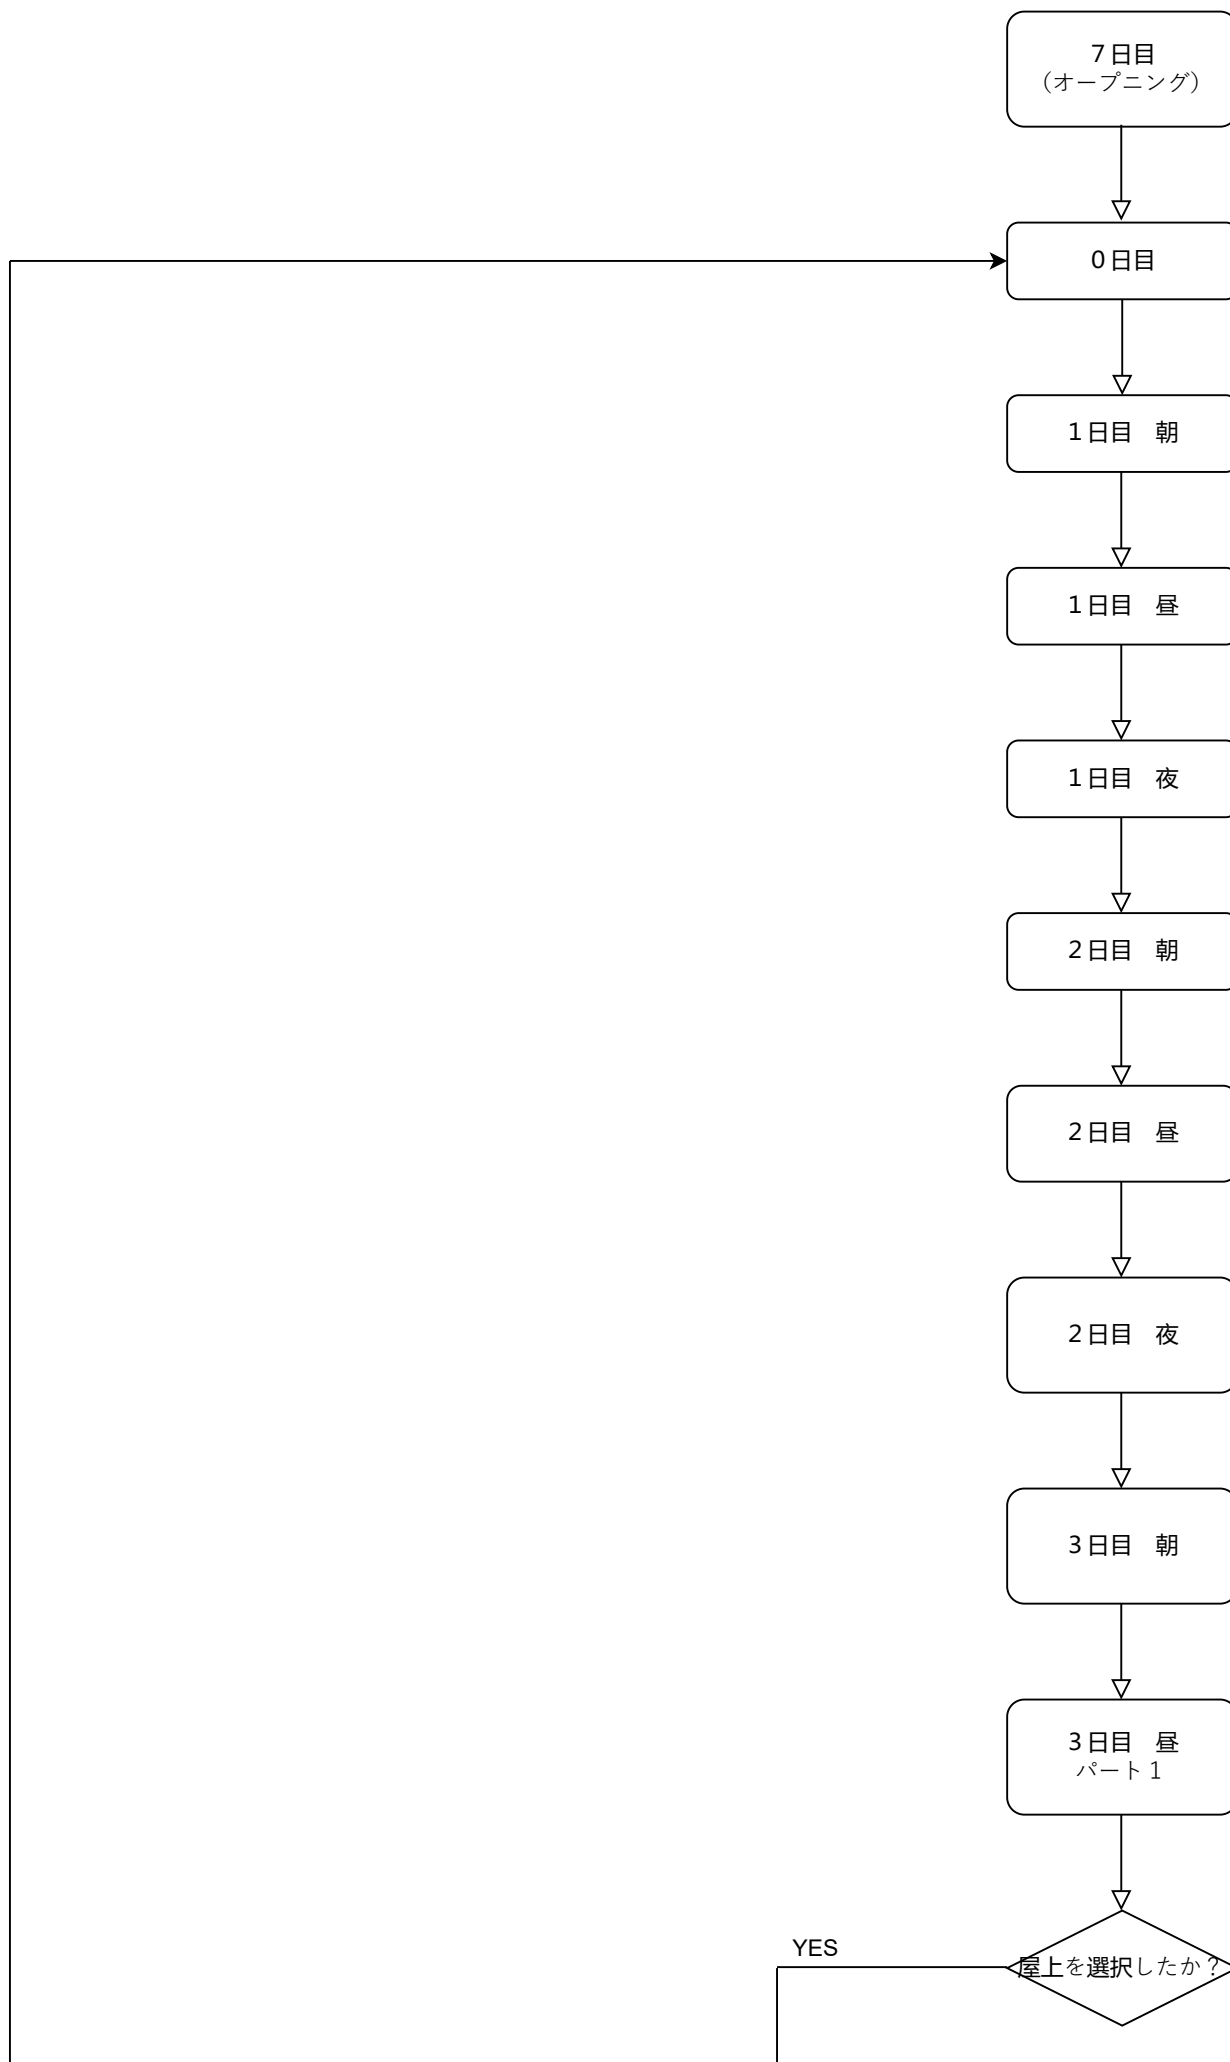 7日目
（オープニング）
0日目
1日目　朝
1日目　昼
1日目　夜
2日目　朝
2日目　昼
2日目　夜
3日目　朝
3日目　昼
パート1
YES
屋上を選択したか？